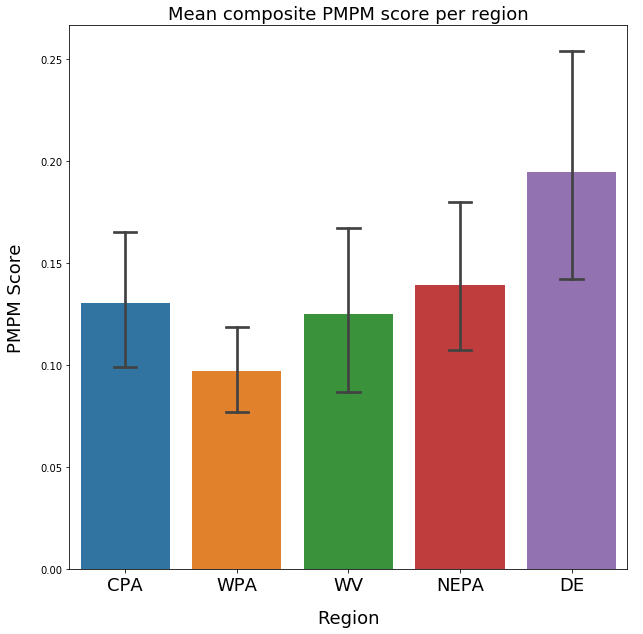 Mean composite PMPM score per region
PMPM Score
0.25
0.20
0.15
0.10
0.05
0.00
CPA WPA WV NEPA DE
Region